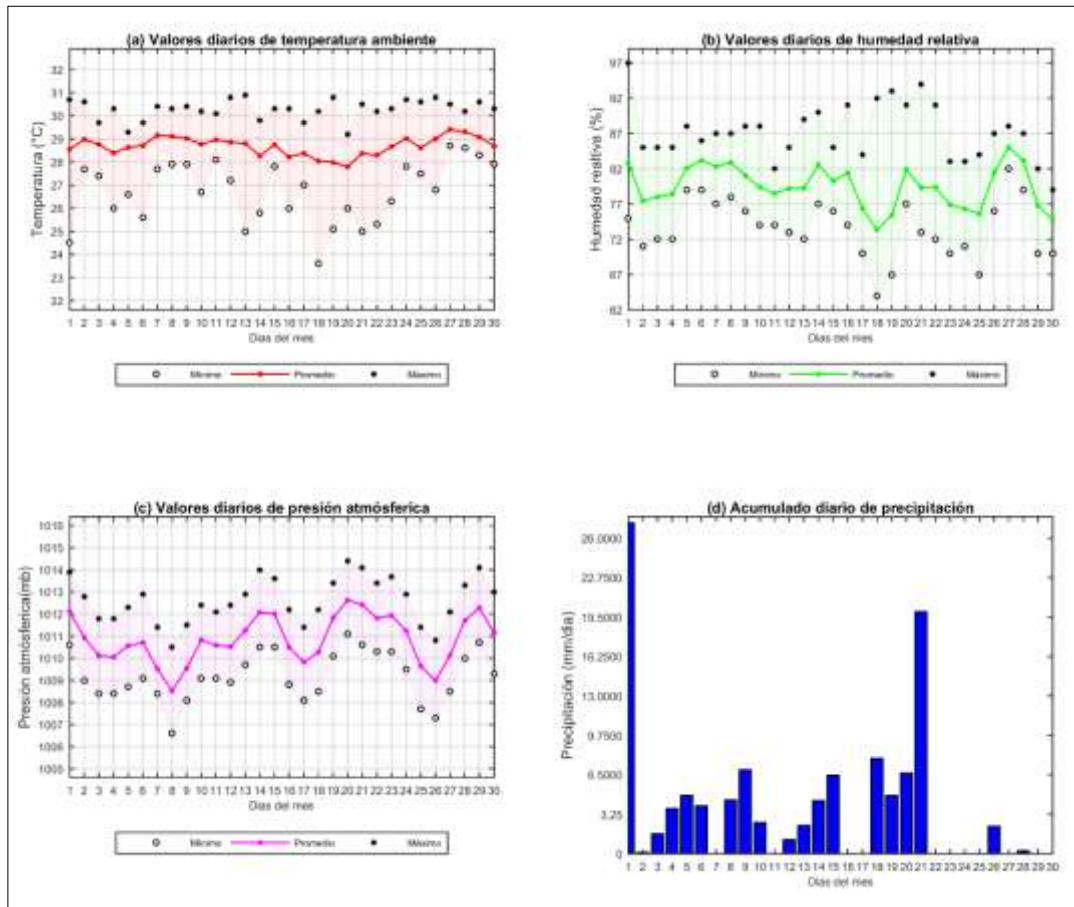 (a) Valores diarios de temperatura ambiente
Temperatura (°C)
32
31
30
29
28
27
26
25
24
23
22
1 2 3 4 5 6 7 8 9 10 11 12 13 14 15 16 17 18 19 20 21 22 23 24 25 26 27 28 29 30
Dias del mes
Minimo Promedio Máximo
(b) Valores diarios de humedad relativa
Humedad realtiva (%)
97
92
87
82
77
72
67
62
1 2 3 4 5 6 7 8 9 10 11 12 13 14 15 16 17 18 19 20 21 22 23 24 25 26 27 28 29 30
Dias del mes
Minimo Promedio Máximo
(c) Valores diarios de presión atmósferica
Presión atmósferica(mb)
1016
1015
1014
1013
1012
1011
1010
1009
1008
1007
1006
1005
1 2 3 4 5 6 7 8 9 10 11 12 13 14 15 16 17 18 19 20 21 22 23 24 25 26 27 28 29 30
Dias del mes
Minimo Promedio Máximo
(d) Acumulado diario de precipitación
Precipitación (mm/dia)
26.0000
22.7500
19.5000
16.2500
13.0000
9.7500
6.5000
3.25
0
1 2 3 4 5 6 7 8 9 10 11 12 13 14 15 16 17 18 19 20 21 22 23 24 25 26 27 28 29 30
Dias del mes